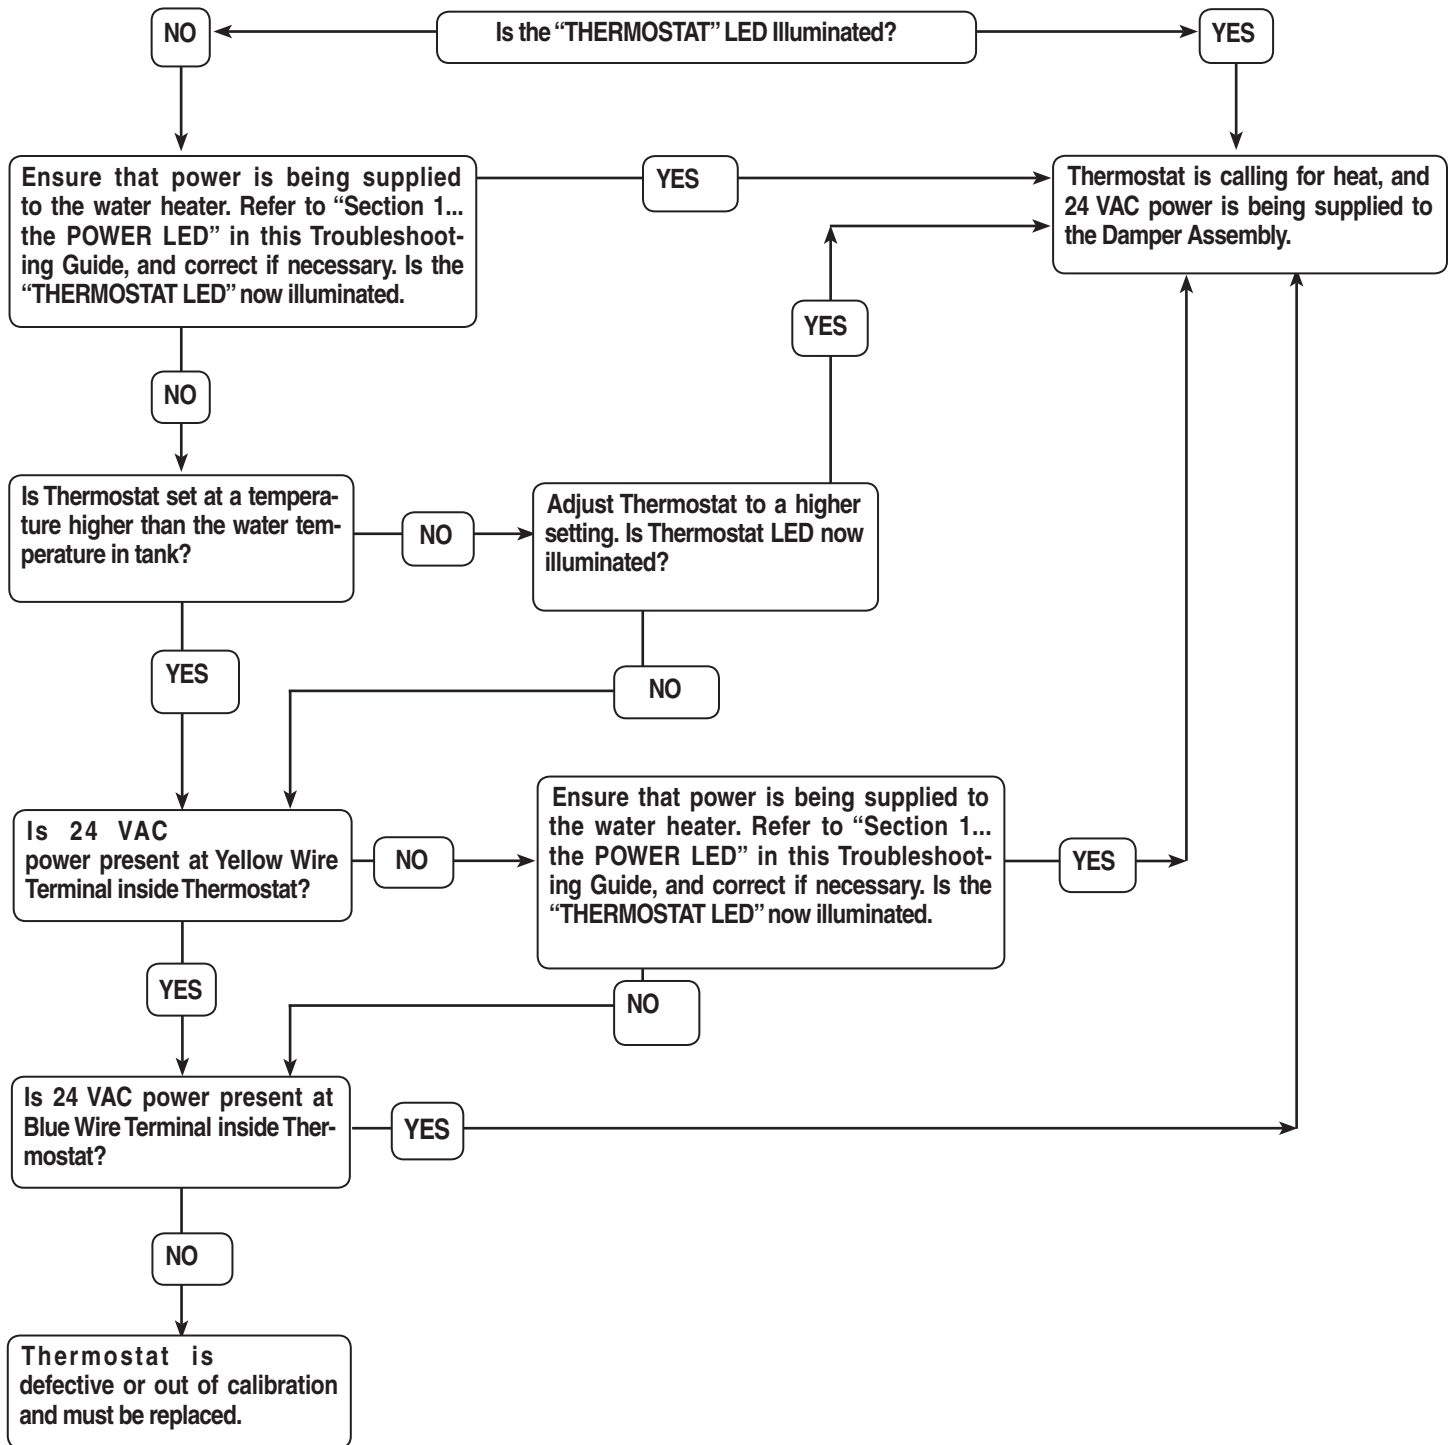 NO
Is the “THERMOSTAT” LED Illuminated?
YES
Ensure that power is being supplied
to the water heater. Refer to “Section 1...
the POWER LED” in this Troubleshoot-
ing Guide, and correct if necessary. Is the
“THERMOSTAT LED” now illuminated.
YES
Thermostat is calling for heat, and
24 VAC power is being supplied to
the Damper Assembly.
YES
NO
Is Thermostat set at a tempera-
ture higher than the water tem-
perature in tank?
NO
Adjust Thermostat to a higher
setting. Is Thermostat LED now
illuminated?
YES
NO
Is 24 VAC
power present at Yellow Wire
Terminal inside Thermostat?
NO
Ensure that power is being supplied to
the water heater. Refer to “Section 1...
the POWER LED” in this Troubleshoot-
ing Guide, and correct if necessary. Is the
“THERMOSTAT LED” now illuminated.
YES
YES
NO
Is 24 VAC power present at
Blue Wire Terminal inside Ther-
mostat?
YES
NO
Thermostat is
defective or out of calibration
and must be replaced.